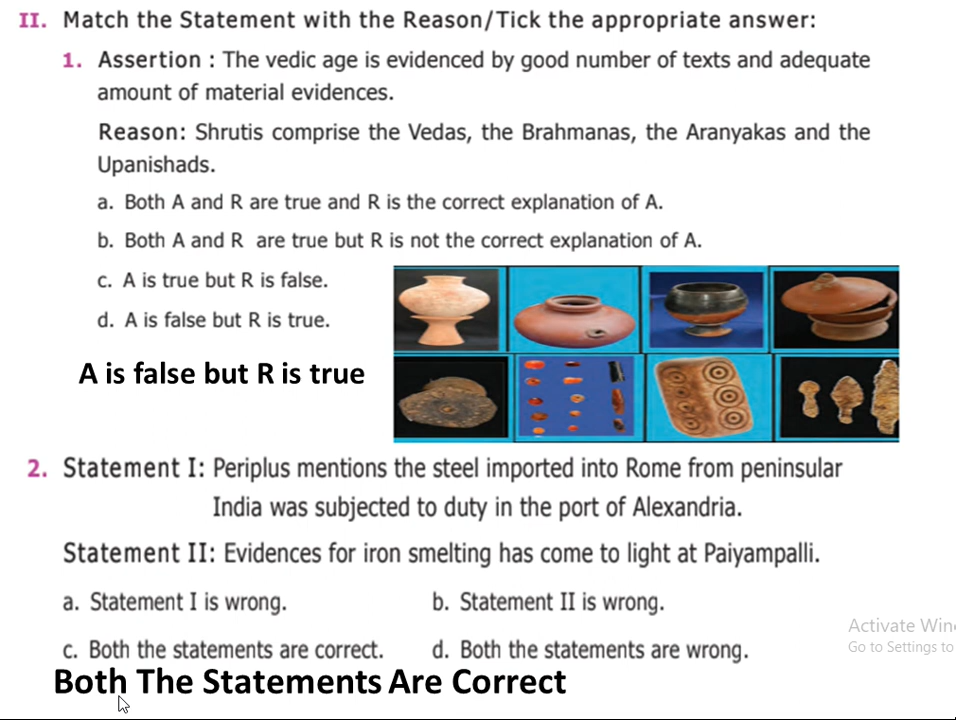 II. Match the Statement with the Reason/Tick the appropriate answer:
1. Assertion : The vedic age is evidenced by good number of texts and adequate
amount of material evidences.
Reason: Shrutis comprise the Vedas, the Brahmanas, the Aranyakas and the
Upanishads.
a. Both A and R are true and R is the correct explanation of A.
b. Both A and R are true but R is not the correct explanation of A.
c. A is true but R is false.
d. A is false but R is true.
A is false but R is true
2. Statement I: Periplus mentions the steel imported into Rome from peninsular
India was subjected to duty in the port of Alexandria.
Statement II: Evidences for iron smelting has come to light at Paiyampalli.
a. Statement I is wrong. b. Statement II is wrong.
Activate Win
Go to Settings to
c. Both the statements are correct. d. Both the statements are wrong.
Both The Statements Are Correct